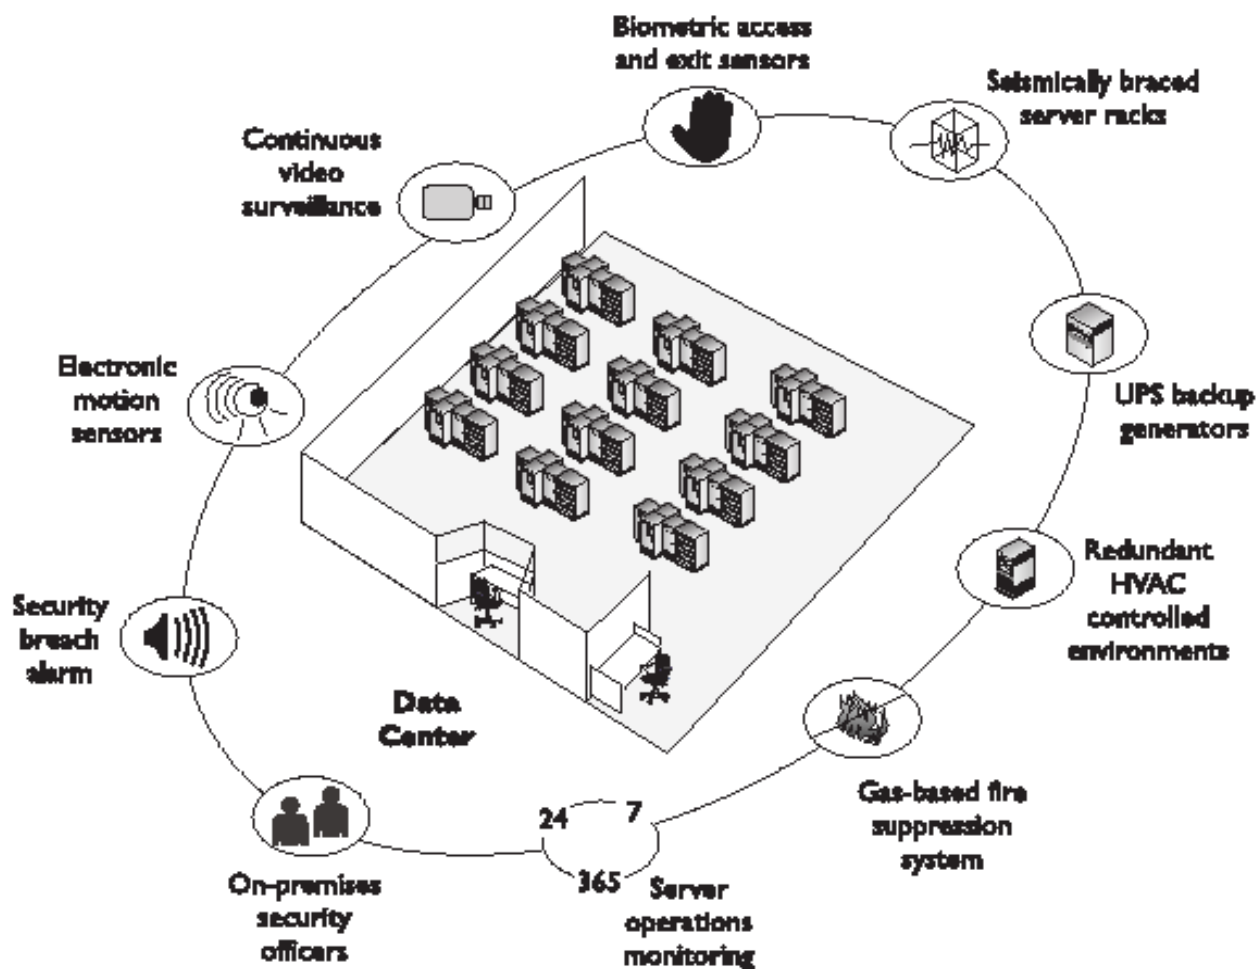 Biometric access
and exit sensors
Seismically braced
server racks
Continuous
video
surveillance
UPS backup
generators
Electronic
motion
sensors
Redundant
HVAC
controlled
environments
Security
breach
alarm
Data
Center
Gas-based fire
suppression
system
24
7
365
Server
operations
monitoring
On-premises
security
officers